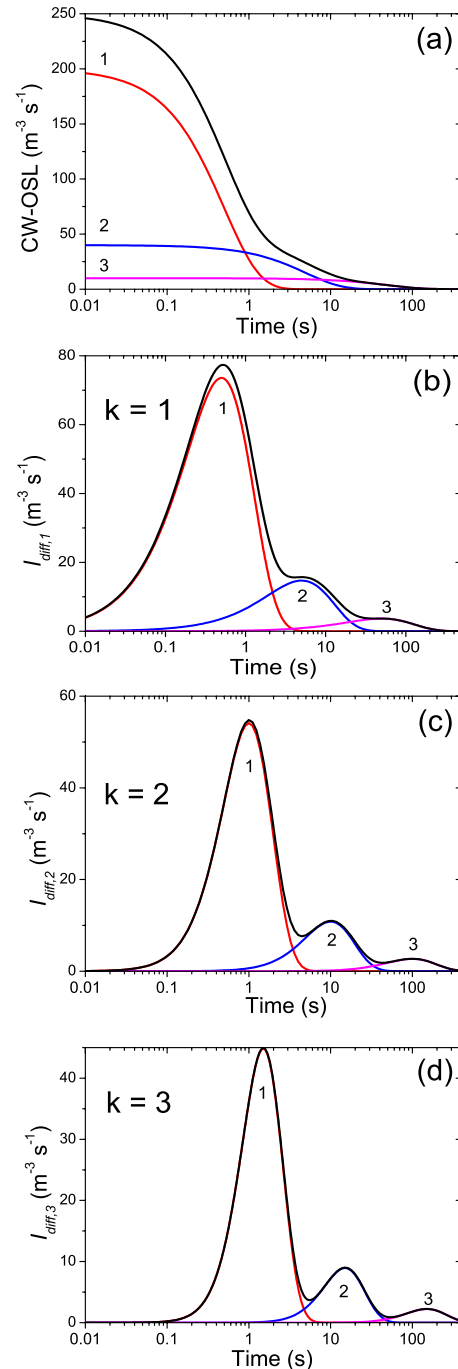 (a)
CW-OSL (m⁻³ s⁻¹)
250
200
150
100
50
0
1
2
3
0.01 0.1 1 10 100
Time (s)
(b)
k = 1
I_diff,1 (m⁻³ s⁻¹)
80
60
40
20
0
1
2
3
0.01 0.1 1 10 100
Time (s)
(c)
k = 2
I_diff,2 (m⁻³ s⁻¹)
60
40
20
0
1
2
3
0.01 0.1 1 10 100
Time (s)
(d)
k = 3
I_diff,3 (m⁻³ s⁻¹)
40
30
20
10
0
1
2
3
0.01 0.1 1 10 100
Time (s)